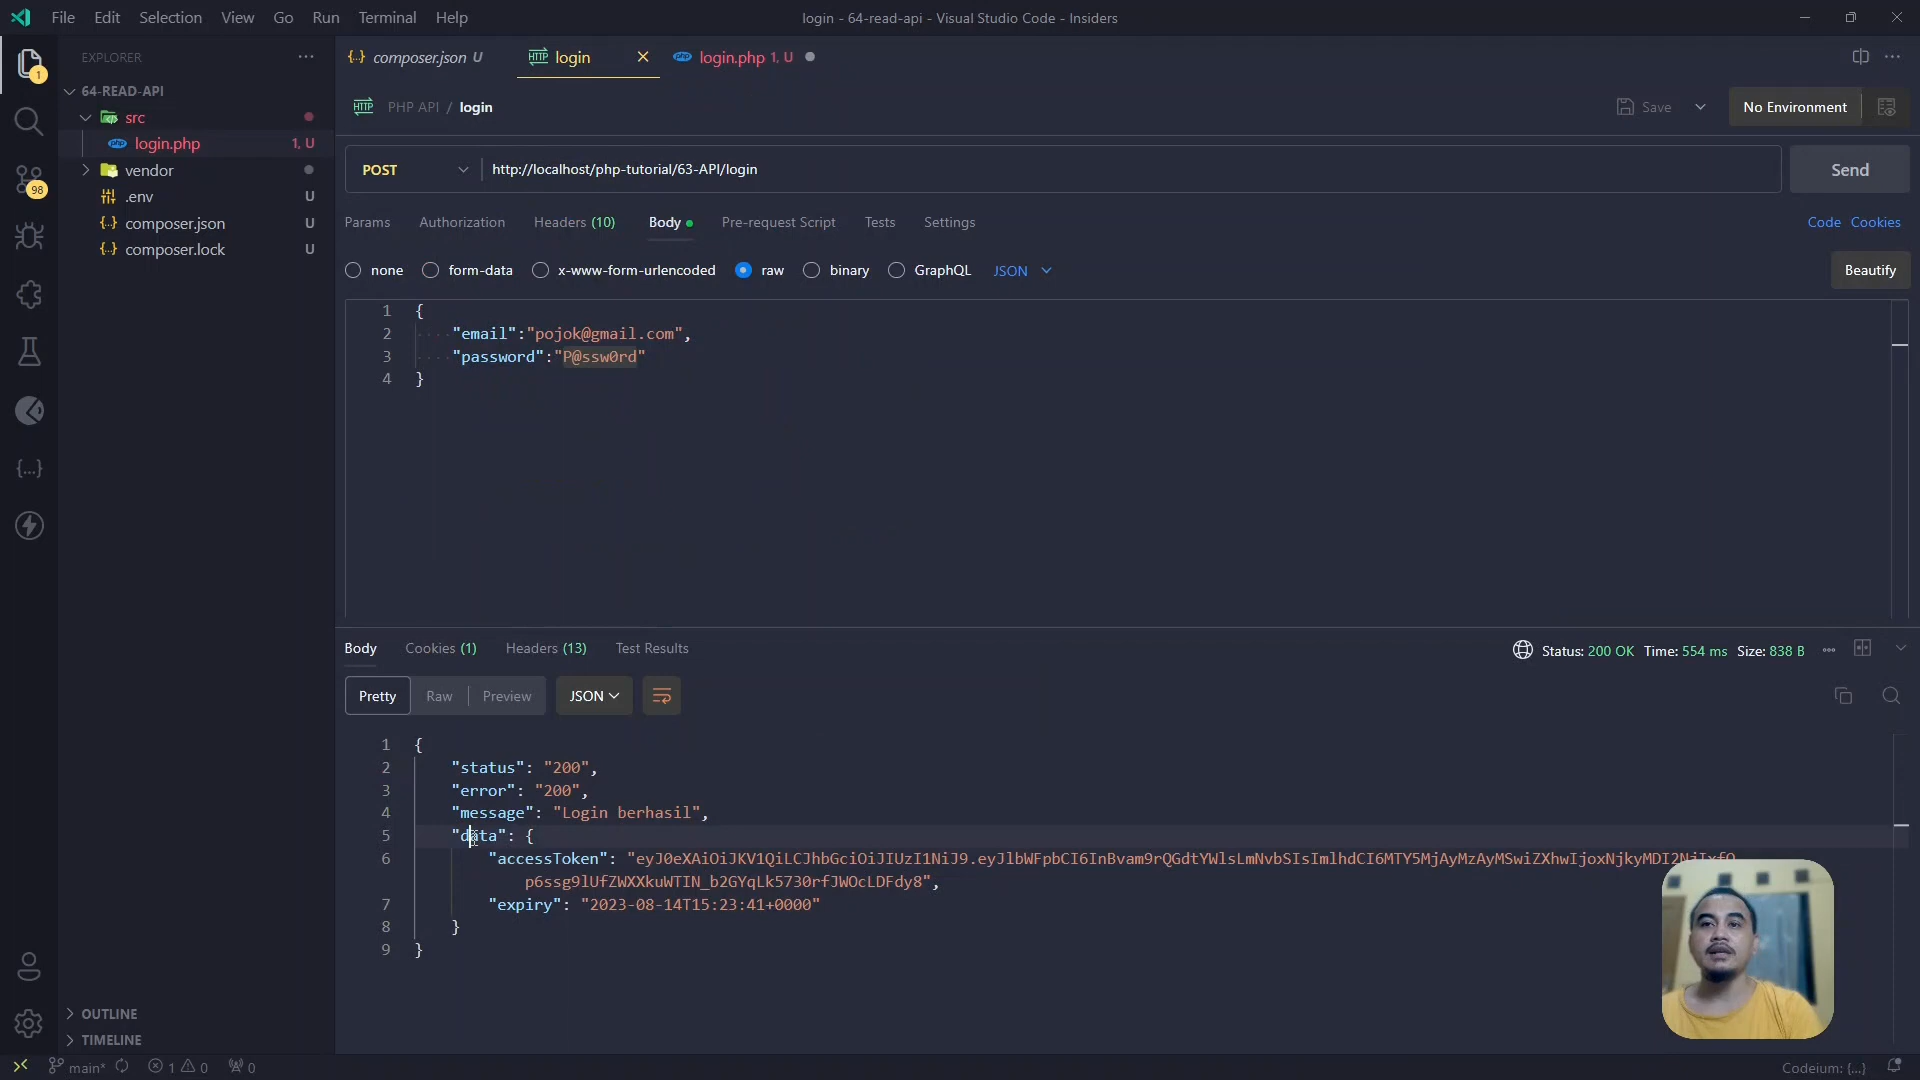 File Edit Selection View Go Run Terminal Help
login - 64-read-api - Visual Studio Code - Insiders
EXPLORER
composer.json U
login
login.php 1, U
1
64-READ-API
src
login.php 1, U
vendor
.env U
composer.json U
composer.lock U
98
HTTP PHP API / login
Save
No Environment
POST
http://localhost/php-tutorial/63-API/login
Send
Params Authorization Headers (10) Body Pre-request Script Tests Settings
Code Cookies
none form-data x-www-form-urlencoded raw binary GraphQL JSON
Beautify
1 {
2 "email":"pojok@gmail.com",
3 "password":"P@ssw0rd"
4 }
Body Cookies (1) Headers (13) Test Results
Status: 200 OK Time: 554 ms Size: 838 B
Pretty Raw Preview JSON
1 {
2 "status": "200",
3 "error": "200",
4 "message": "Login berhasil",
5 "data": {
6 "accessToken":
7 "expiry": "2023-08-14T15:23:41+0000"
8 }
9 }
OUTLINE
TIMELINE
main* 1 0 0
Codeium: {...}